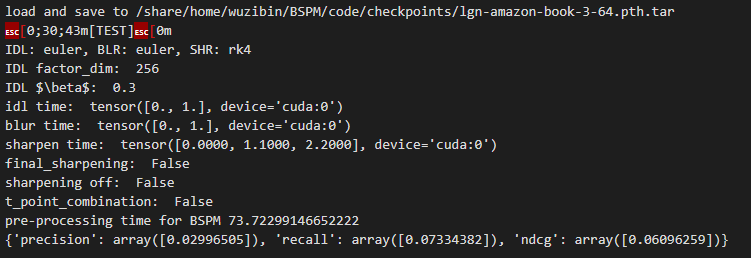 load and save to /share/home/wuzibin/BSPM/code/checkpoints/lgn-amazon-book-3-64.pth.tar
ESC[0;30;43m[TEST]ESC[0m
IDL: euler, BLR: euler, SHR: rk4
IDL factor_dim:  256
IDL $\beta$:  0.3
idl time:  tensor([0., 1.], device='cuda:0')
blur time:  tensor([0., 1.], device='cuda:0')
sharpen time:  tensor([0.0000, 1.1000, 2.2000], device='cuda:0')
final_sharpening:  False
sharpening off:  False
t_point_combination:  False
pre-processing time for BSPM 73.72299146652222
{'precision': array([0.02996505]), 'recall': array([0.07334382]), 'ndcg': array([0.06096259])}